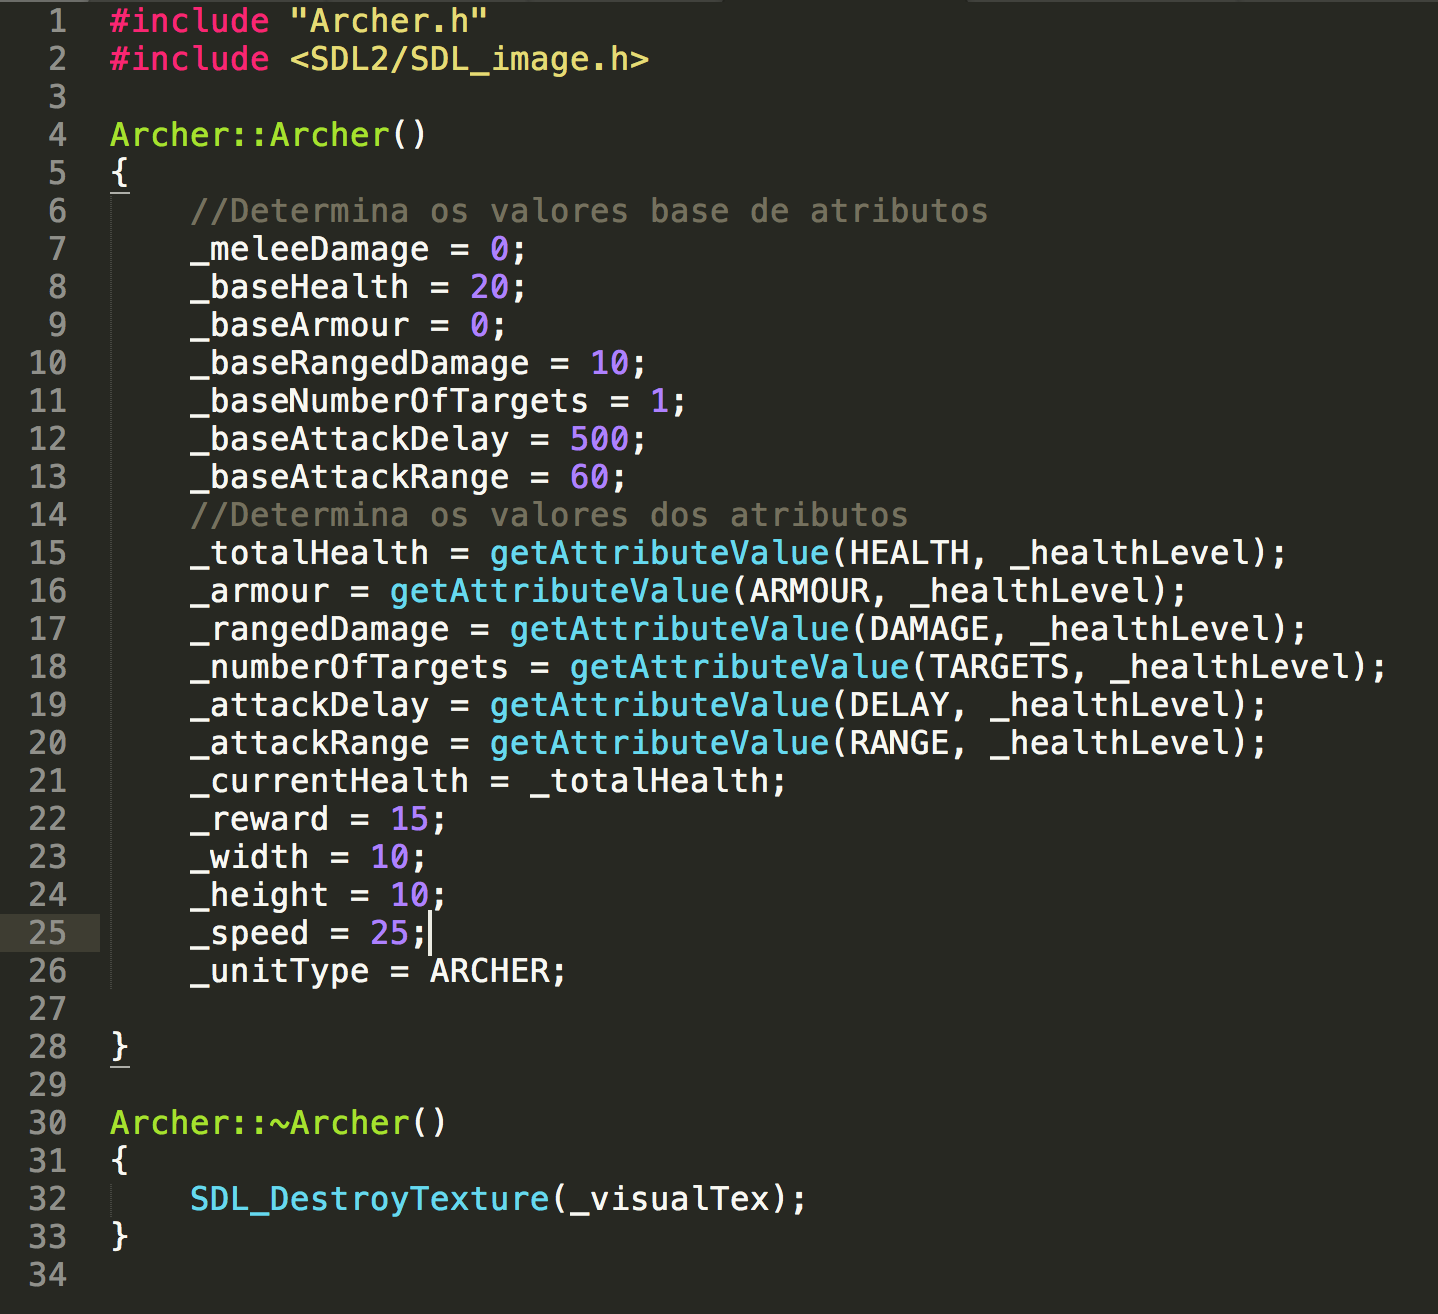 1 #include "Archer.h"
2 #include <SDL2/SDL_image.h>
3
4 Archer::Archer()
5 {
6 //Determina os valores base de atributos
7 _meleeDamage = 0;
8 _baseHealth = 20;
9 _baseArmour = 0;
10 _baseRangedDamage = 10;
11 _baseNumberOfTargets = 1;
12 _baseAttackDelay = 500;
13 _baseAttackRange = 60;
14 //Determina os valores dos atributos
15 _totalHealth = getAttributeValue(HEALTH, _healthLevel);
16 _armour = getAttributeValue(ARMOUR, _healthLevel);
17 _rangedDamage = getAttributeValue(DAMAGE, _healthLevel);
18 _numberOfTargets = getAttributeValue(TARGETS, _healthLevel);
19 _attackDelay = getAttributeValue(DELAY, _healthLevel);
20 _attackRange = getAttributeValue(RANGE, _healthLevel);
21 _currentHealth = _totalHealth;
22 _reward = 15;
23 _width = 10;
24 _height = 10;
25 _speed = 25;
26 _unitType = ARCHER;
27
28 }
29
30 Archer::~Archer()
31 {
32 SDL_DestroyTexture(_visualTex);
33 }
34